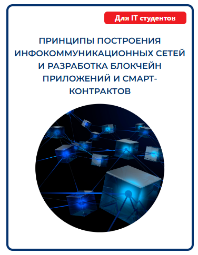 Для IT студентов
ПРИНЦИПЫ ПОСТРОЕНИЯ
ИНФОКОММУНИКАЦИОННЫХ СЕТЕЙ
И РАЗРАБОТКА БЛОКЧЕЙН
ПРИЛОЖЕНИЙ И СМАРТ-
КОНТРАКТОВ